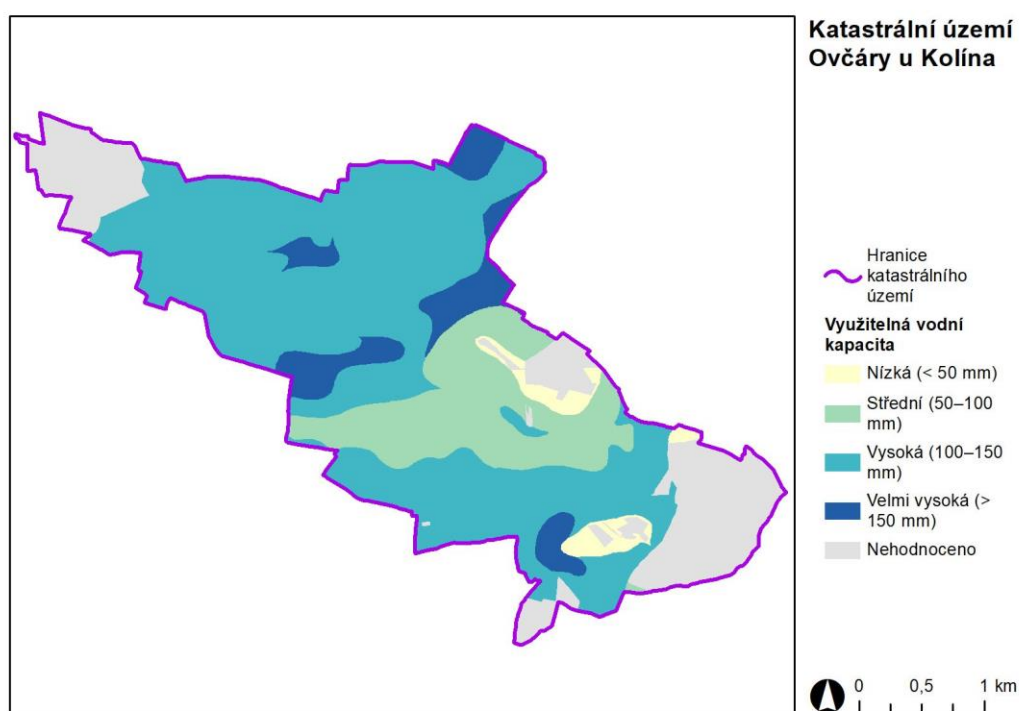 Katastrální území
Ovčáry u Kolína
Hranice
katastrálního
území
Využitelná vodní
kapacita
Nízká (< 50 mm)
Střední (50–100
mm)
Vysoká (100–150
mm)
Velmi vysoká (>
150 mm)
Nehodnoceno
0 0,5 1 km